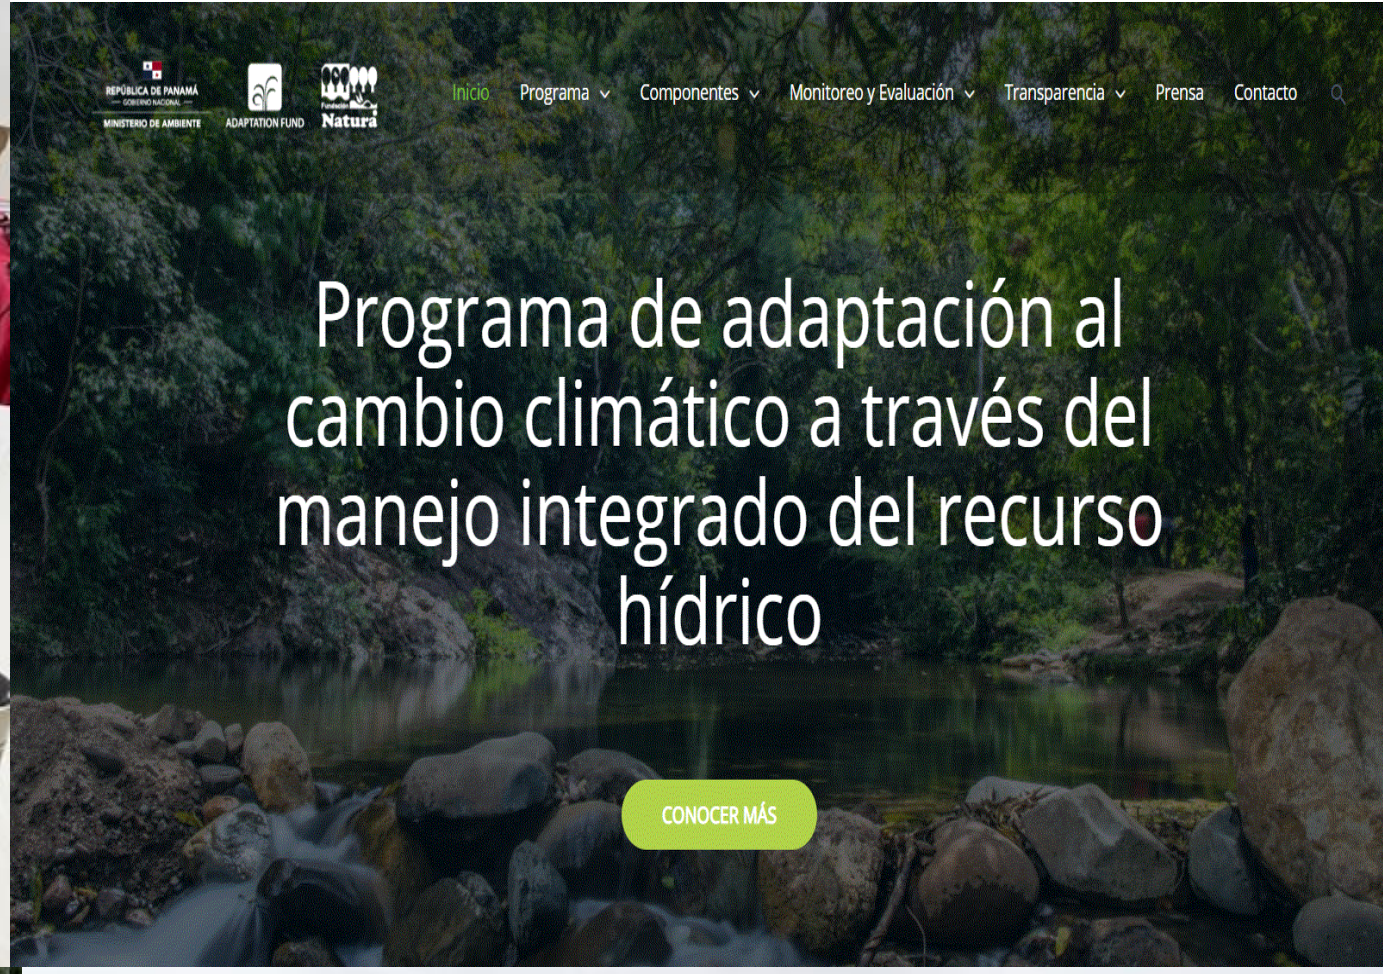 REPÚBLICA DE PANAMÁ
GOBIERNO NACIONAL
MINISTERIO DE AMBIENTE
ADAPTATION FUND
Fundación
Natura
Inicio Programa Componentes Monitoreo y Evaluación Transparencia Prensa Contacto
Programa de adaptación al
cambio climático a través del
manejo integrado del recurso
hídrico
CONOCER MÁS